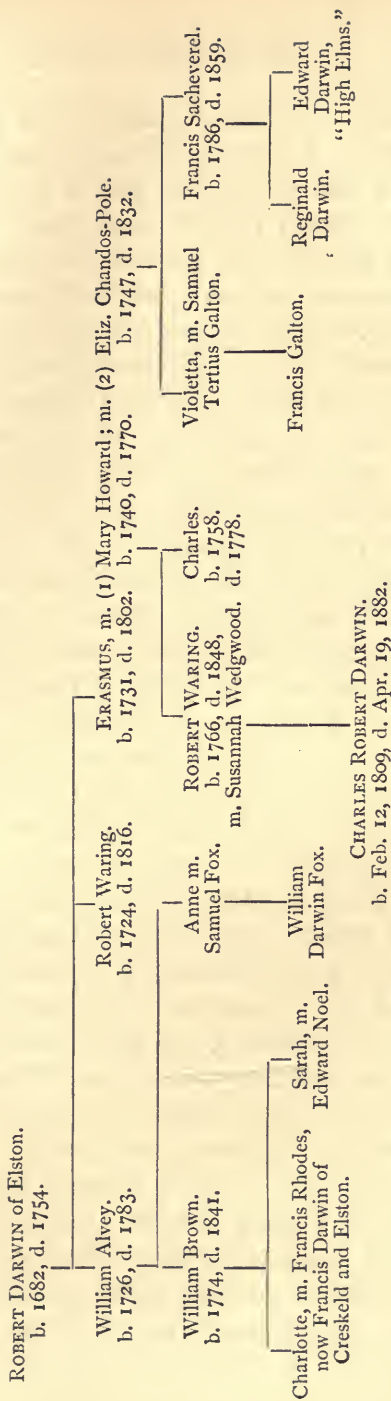 ROBERT DARWIN of Elston.
b. 1682, d. 1754.
William Alvey.
b. 1726, d. 1783.
Robert Waring.
b. 1724, d. 1816.
ERASMUS, m. (1) Mary Howard; m. (2) Eliz. Chandos-Pole.
b. 1731, d. 1802. b. 1740, d. 1770. b. 1747, d. 1832.
William Brown.
b. 1774, d. 1841.
Anne m.
Samuel Fox.
ROBERT WARING.
b. 1766, d. 1848,
m. Susannah Wedgwood.
Charles.
b. 1758.
d. 1778.
Violetta, m. Samuel
Tertius Galton.
Francis Sacheverel.
b. 1786, d. 1859.
Charlotte, m. Francis Rhodes,
now Francis Darwin of
Creskeld and Elston.
Sarah, m.
Edward Noel.
William
Darwin Fox.
CHARLES ROBERT DARWIN.
b. Feb. 12, 1809, d. Apr. 19, 1882.
Francis Galton.
Reginald
Darwin.
Edward
Darwin,
“High Elms.”